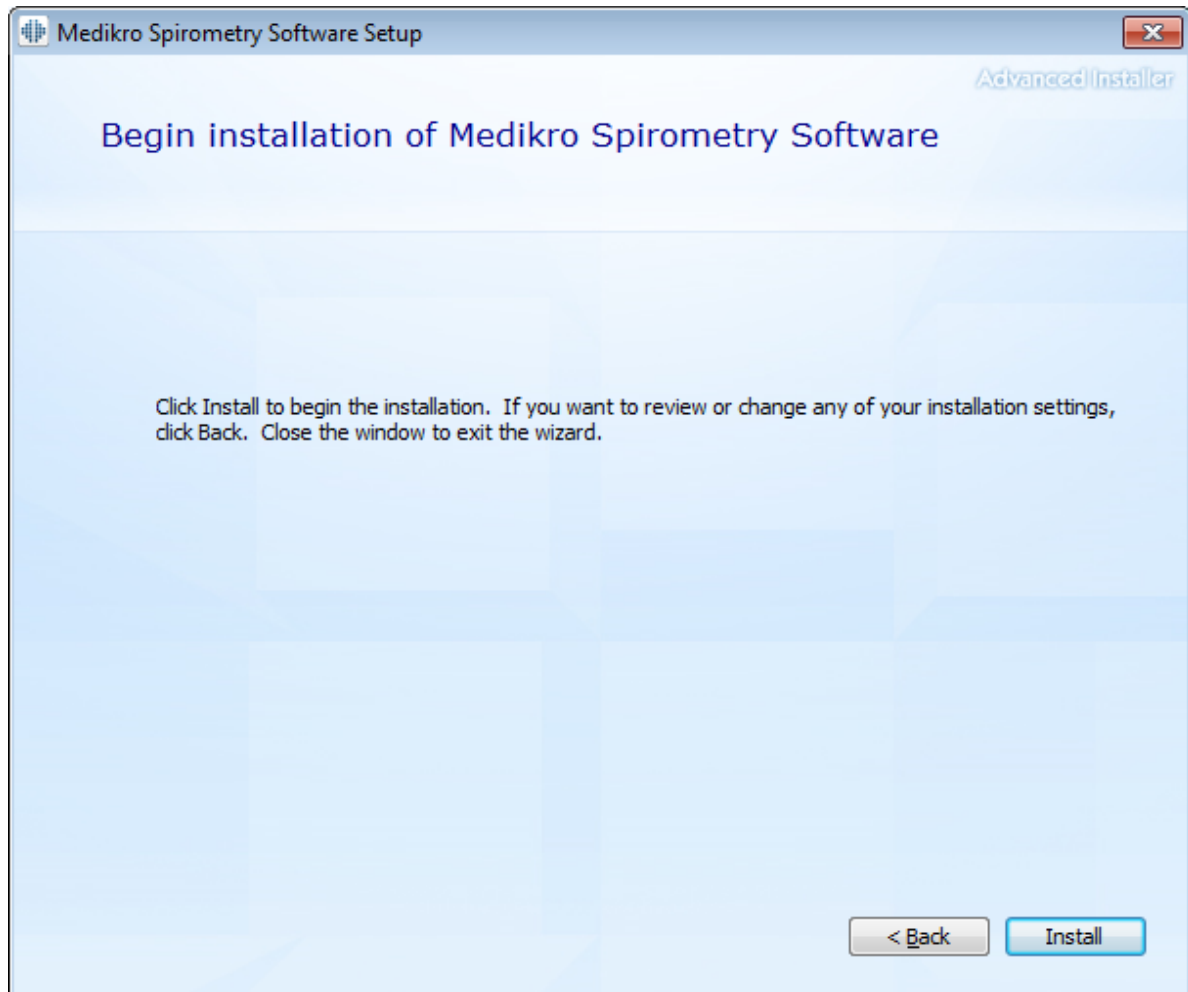 Medikro Spirometry Software Setup
Advanced Installer
Begin installation of Medikro Spirometry Software
Click Install to begin the installation.  If you want to review or change any of your installation settings,
click Back.  Close the window to exit the wizard.
< Back
Install